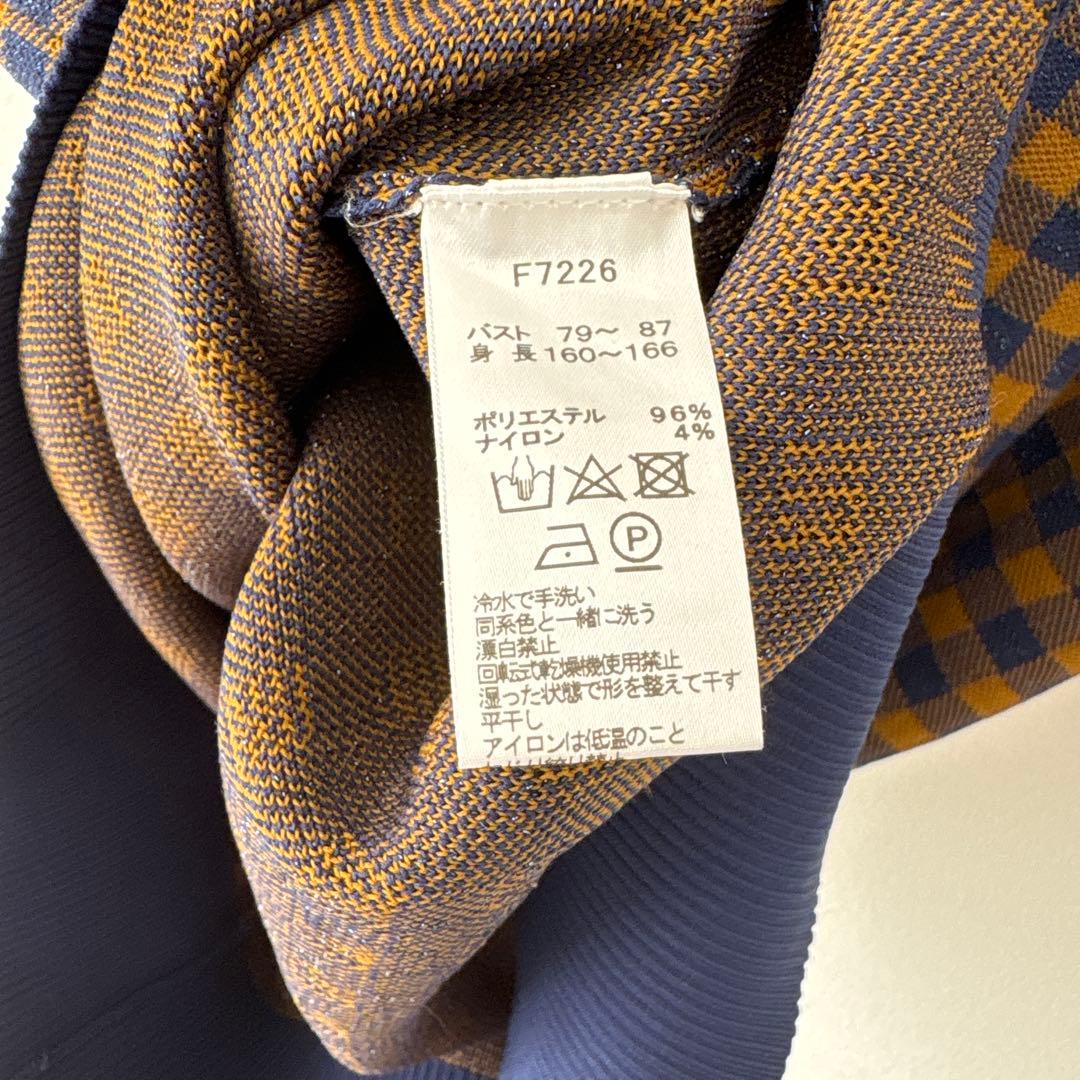 F7226
バスト 79～ 87
身 長 160～166
ポリエステル 96%
ナイロン 4%
P
冷水で手洗い
同系色と一緒に洗う
漂白禁止
回転式乾燥機使用禁止
湿った状態で形を整えて干す
平干し
アイロンは低温のこと